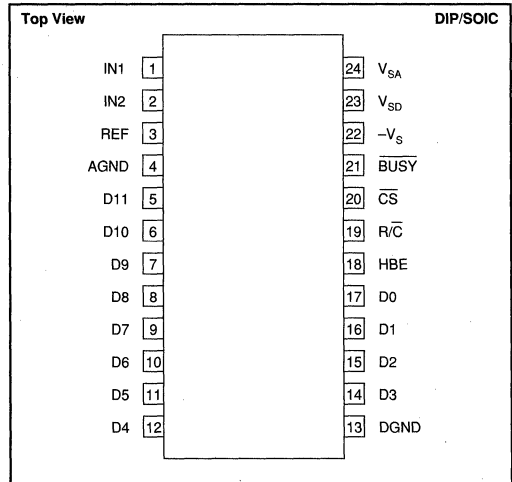 Top View DIP/SOIC
IN1 1 24 V_SA
IN2 2 23 V_SD
REF 3 22 –V_S
AGND 4 21 B̅U̅S̅Y̅
D11 5 20 C̅S̅
D10 6 19 R/C̅
D9 7 18 HBE
D8 8 17 D0
D7 9 16 D1
D6 10 15 D2
D5 11 14 D3
D4 12 13 DGND